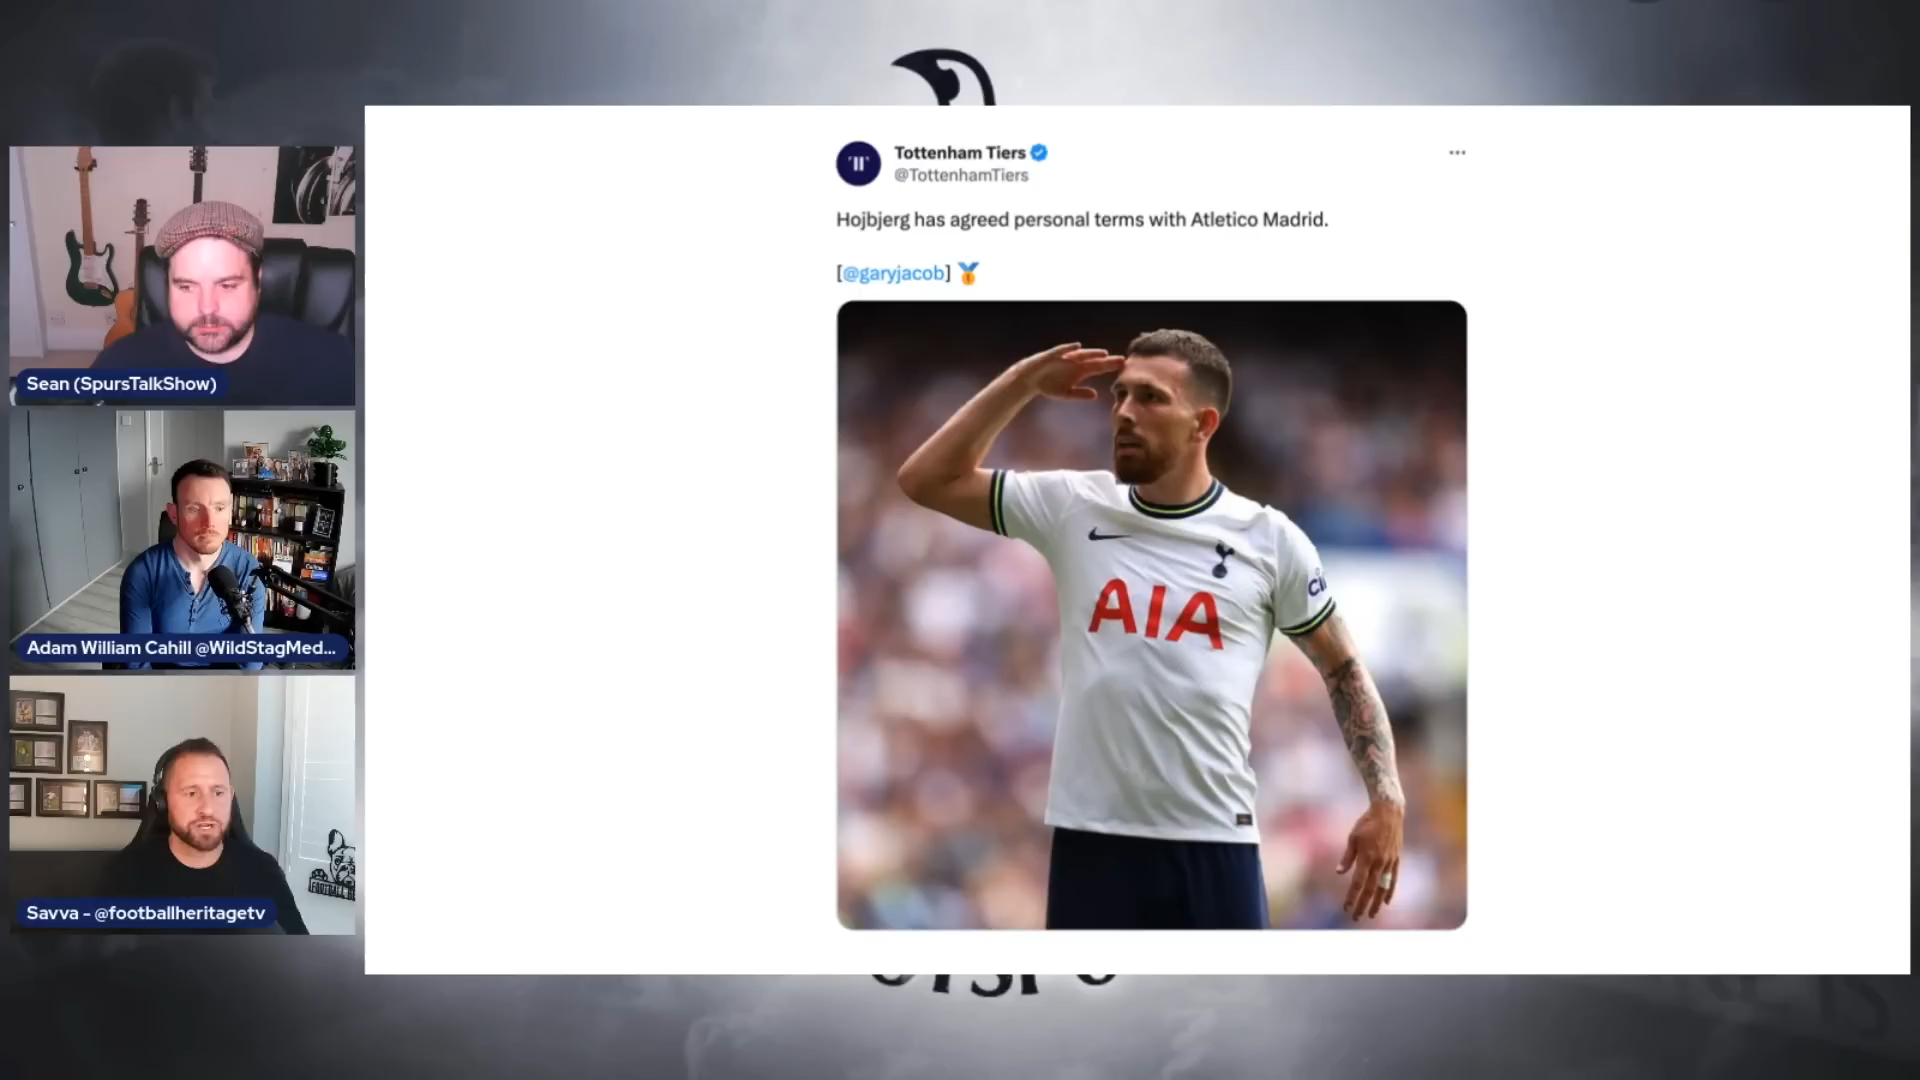 Tottenham Tiers
@TottenhamTiers
Hojbjerg has agreed personal terms with Atletico Madrid.
[@garyjacob] 🏅
AIA
Sean (SpursTalkShow)
Adam William Cahill @WildStagMed...
Savva - @footballheritagetv